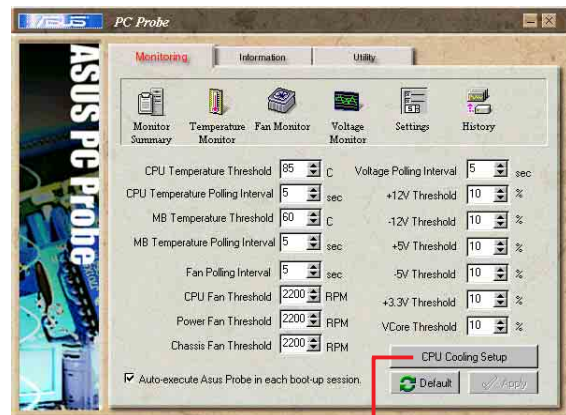 ASUS PC Probe
ASUS PC Probe
Monitoring Information Utility
Monitor Summary
Temperature Monitor
Fan Monitor
Voltage Monitor
Settings
History
CPU Temperature Threshold 85 C
CPU Temperature Polling Interval 5 sec
MB Temperature Threshold 60 C
MB Temperature Polling Interval 5 sec
Fan Polling Interval 5 sec
CPU Fan Threshold 2200 RPM
Power Fan Threshold 2200 RPM
Chassis Fan Threshold 2200 RPM
Voltage Polling Interval 5 sec
+12V Threshold 10 %
-12V Threshold 10 %
+5V Threshold 10 %
-5V Threshold 10 %
+3.3V Threshold 10 %
VCore Threshold 10 %
CPU Cooling Setup
Auto-execute Asus Probe in each boot-up session.
Default
Apply